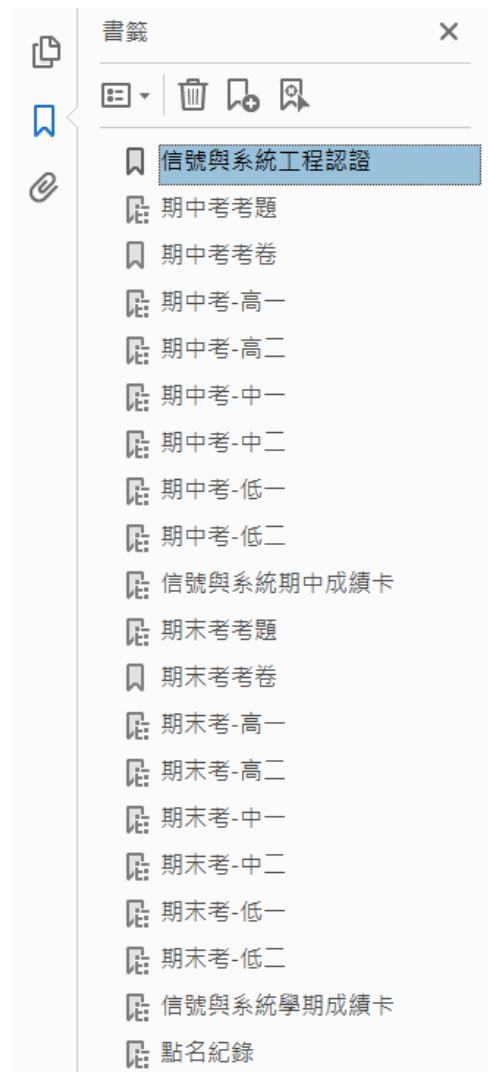 書籤
信號與系統工程認證
期中考考題
期中考考卷
期中考-高一
期中考-高二
期中考-中一
期中考-中二
期中考-低一
期中考-低二
信號與系統期中成績卡
期末考考題
期末考考卷
期末考-高一
期末考-高二
期末考-中一
期末考-中二
期末考-低一
期末考-低二
信號與系統學期成績卡
點名紀錄